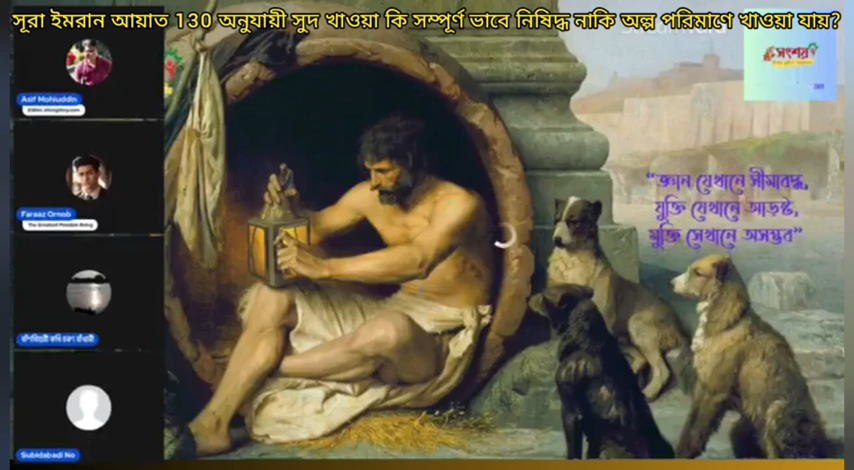 সূরা ইমরান আয়াত 130 অনুযায়ী সুদ খাওয়া কি সম্পূর্ণ ভাবে নিষিদ্ধ নাকি অল্প পরিমাণে খাওয়া যায়?
সংশয়
Asif Mohiuddin
Faraaz Ornob
The Greatest Possible Being
Subidabadi No
“জ্ঞান যেখানে সীমাবদ্ধ,
যুক্তি যেখানে আড়ষ্ট,
মুক্তি সেখানে অসম্ভব”